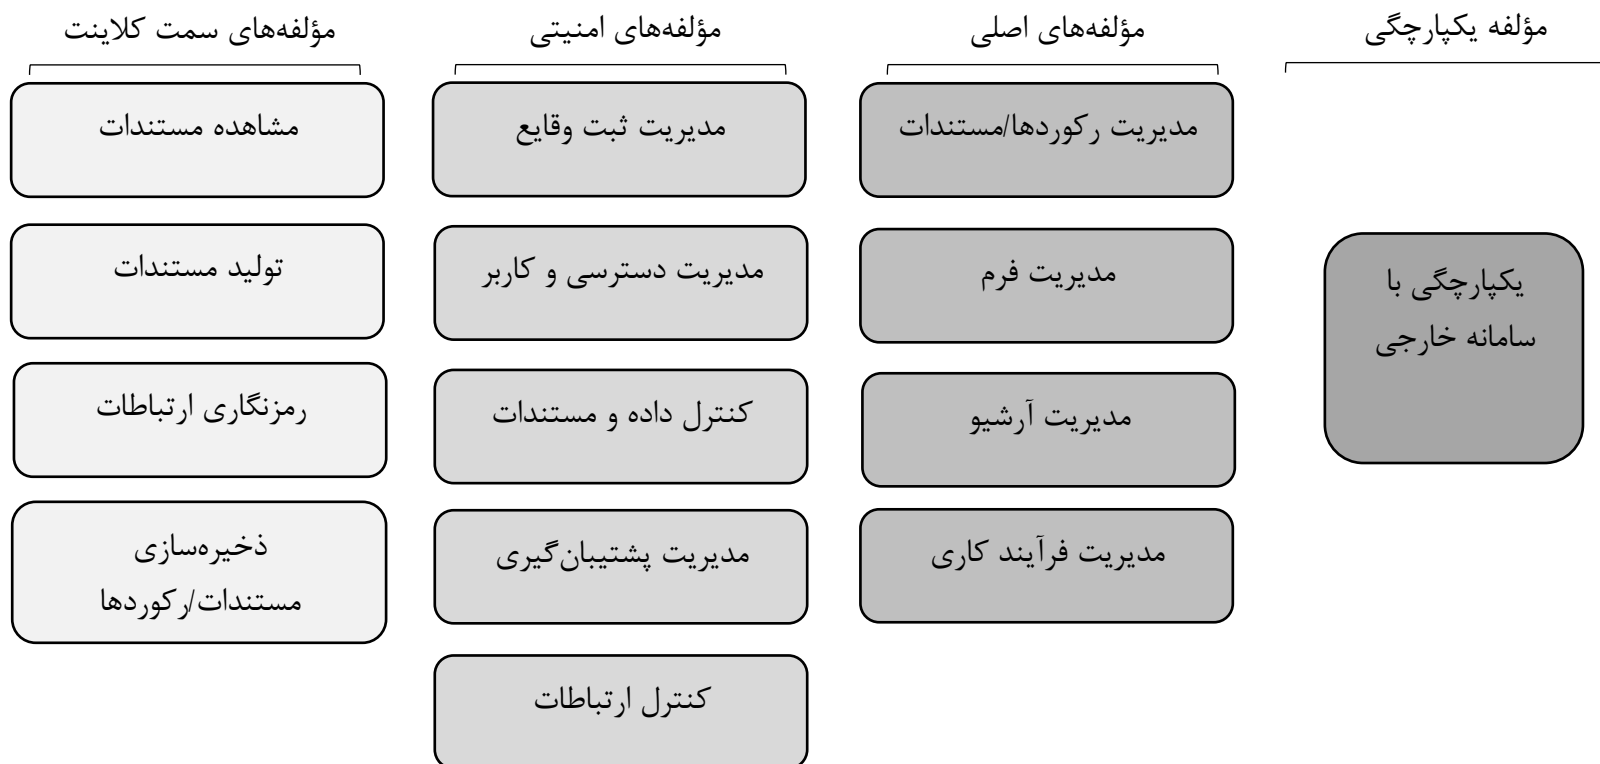 مؤلفه یکپارچگی
یکپارچگی با
سامانه خارجی
مؤلفه‌های اصلی
مدیریت رکوردها/مستندات
مدیریت فرم
مدیریت آرشیو
مدیریت فرآیند کاری
مؤلفه‌های امنیتی
مدیریت ثبت وقایع
مدیریت دسترسی و کاربر
کنترل داده و مستندات
مدیریت پشتیبان‌گیری
کنترل ارتباطات
مؤلفه‌های سمت کلاینت
مشاهده مستندات
تولید مستندات
رمزنگاری ارتباطات
ذخیره‌سازی
مستندات/رکوردها